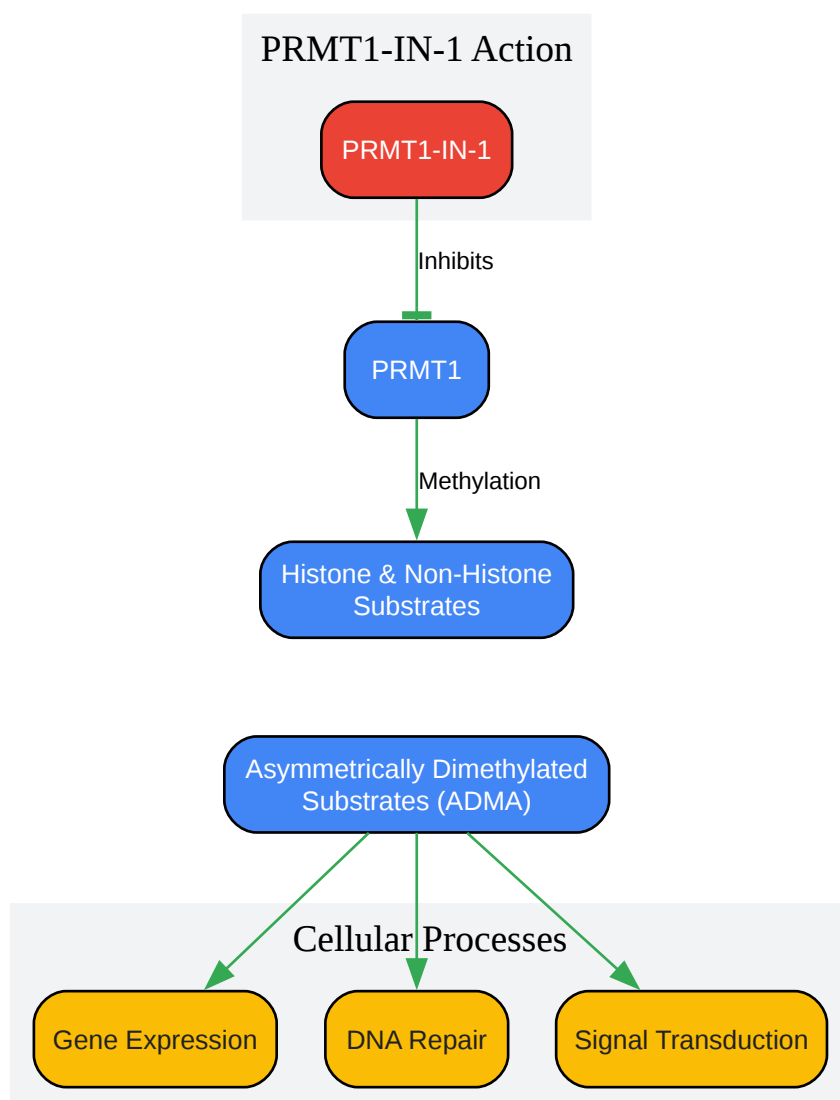 PRMT1-IN-1 Action
PRMT1-IN-1
Inhibits
PRMT1
Methylation
Histone & Non-Histone
Substrates
Asymmetrically Dimethylated
Substrates (ADMA)
Cellular Processes
Gene Expression
DNA Repair
Signal Transduction